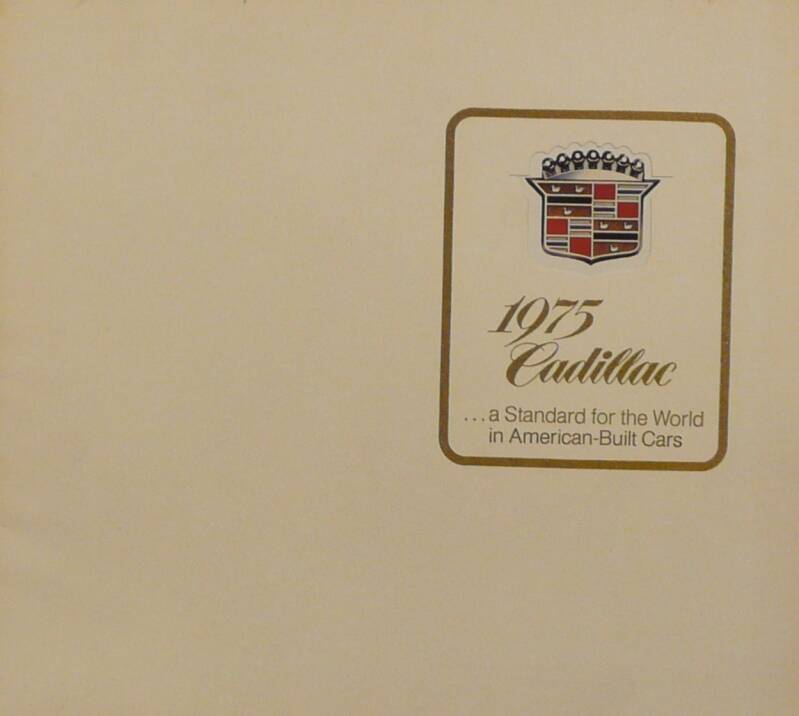 1975
Cadillac
...a Standard for the World
in American-Built Cars